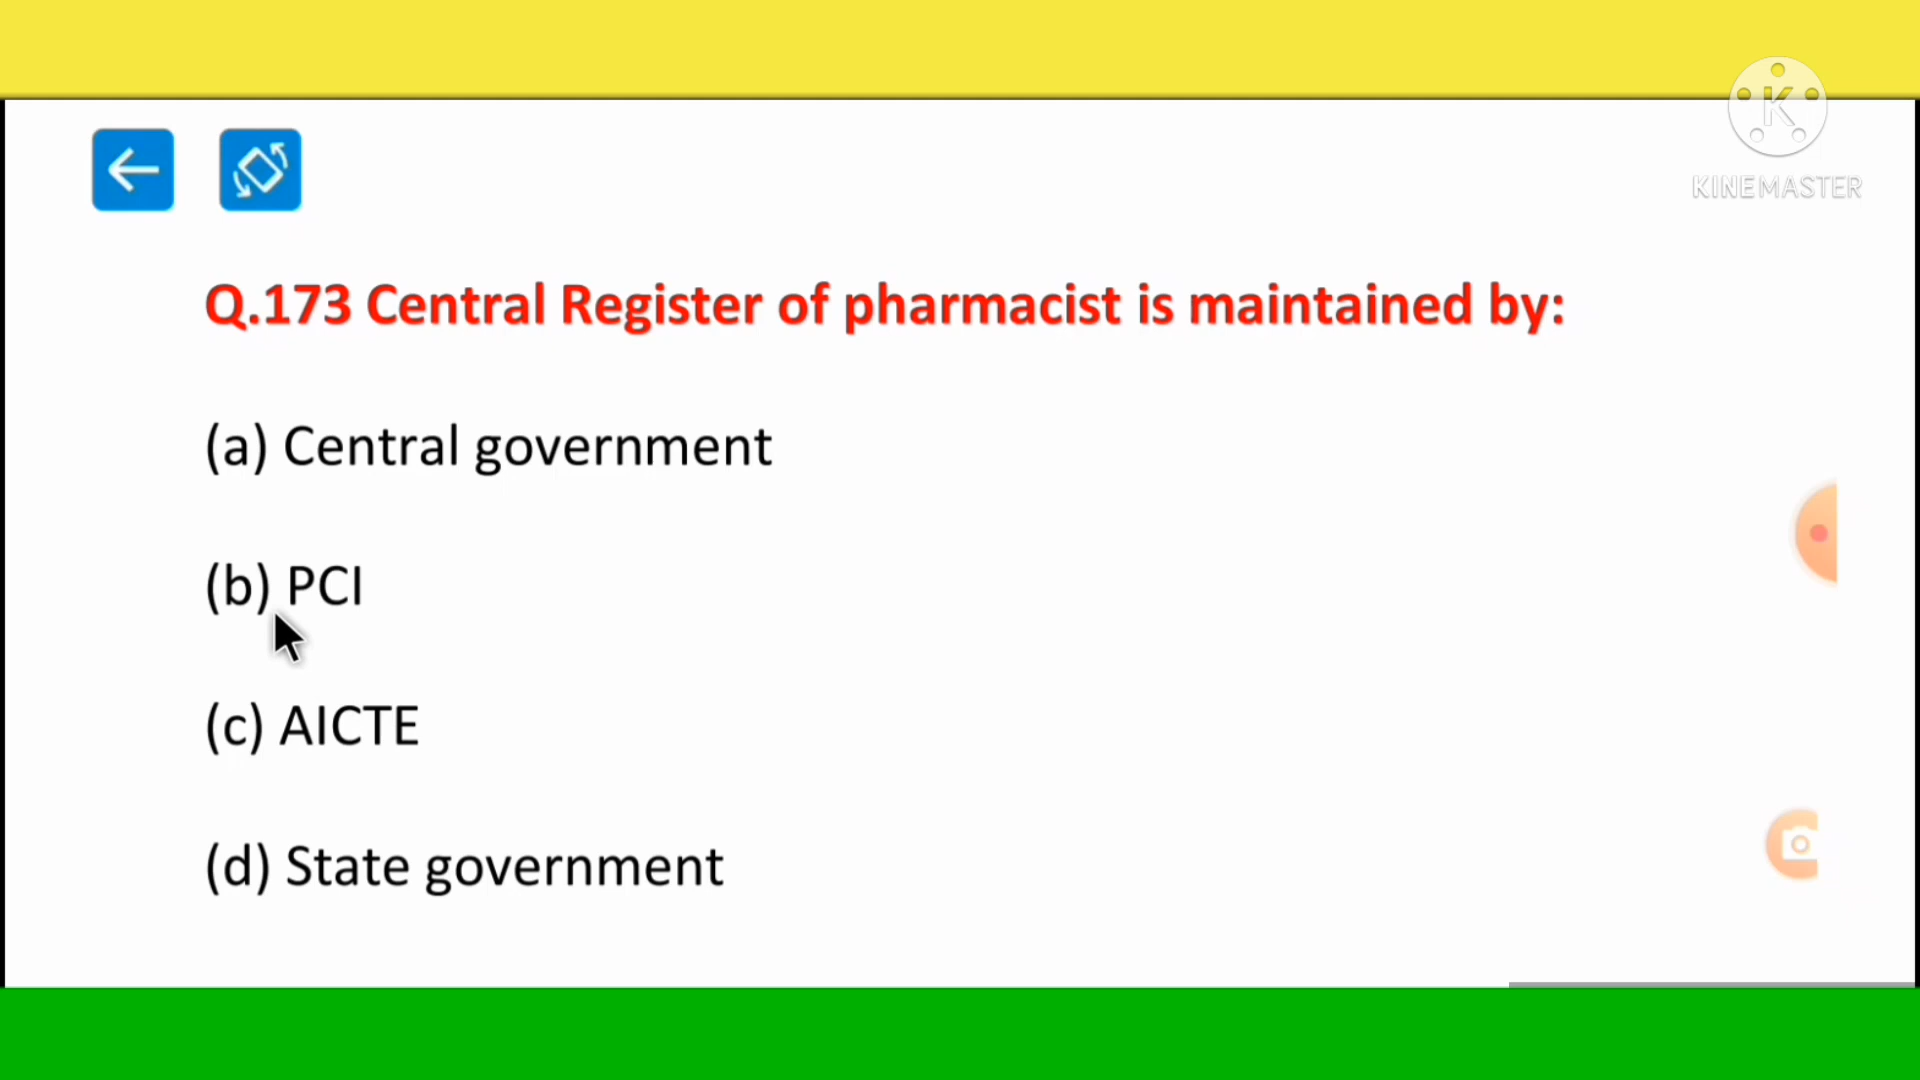 K
KINEMASTER
Q.173 Central Register of pharmacist is maintained by:
(a) Central government
(b) PCI
(c) AICTE
(d) State government